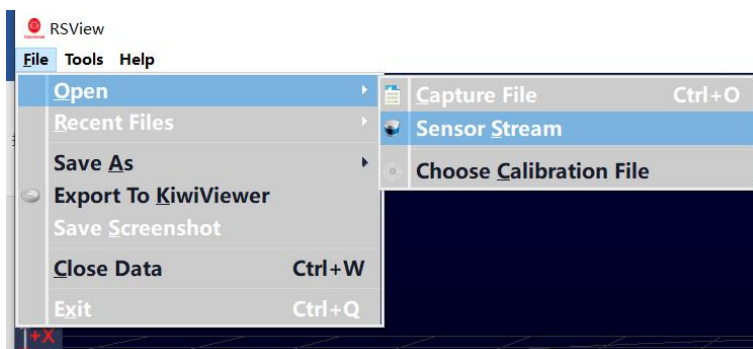 RSView
File Tools Help
Open
Recent Files
Save As
Export To KiwiViewer
Save Screenshot
Close Data Ctrl+W
Exit Ctrl+Q
Capture File Ctrl+O
Sensor Stream
Choose Calibration File
+X